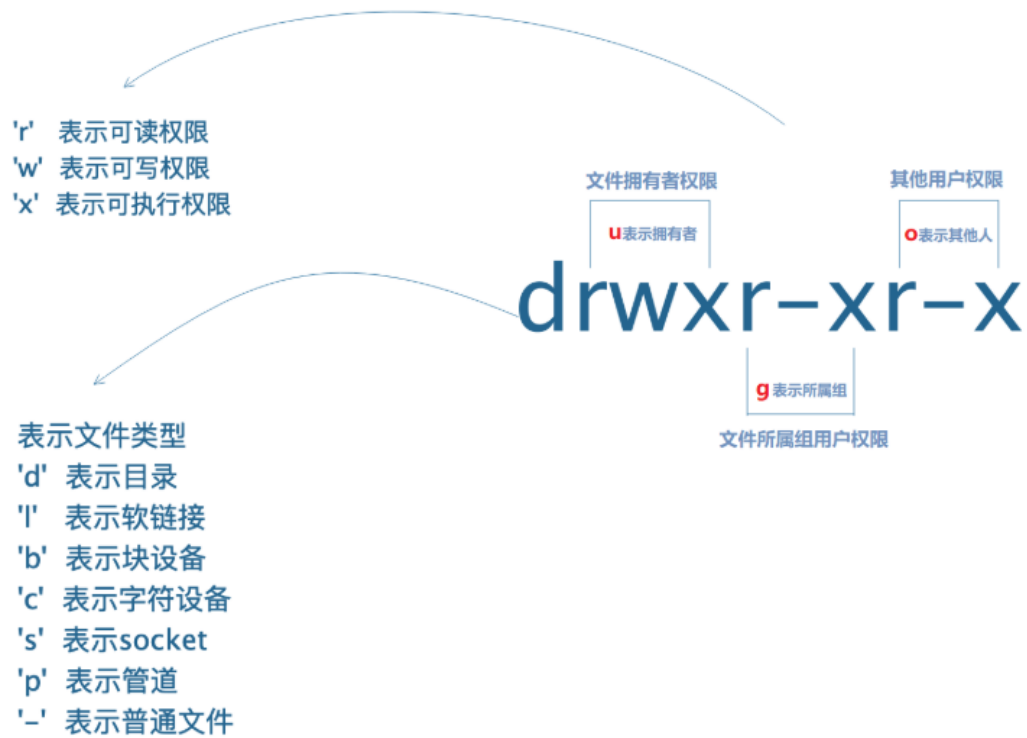 'r' 表示可读权限
'w' 表示可写权限
'x' 表示可执行权限
文件拥有者权限
其他用户权限
u表示拥有者
o表示其他人
drwxr-xr-x
g表示所属组
文件所属组用户权限
表示文件类型
'd' 表示目录
'l' 表示软链接
'b' 表示块设备
'c' 表示字符设备
's' 表示socket
'p' 表示管道
'-' 表示普通文件